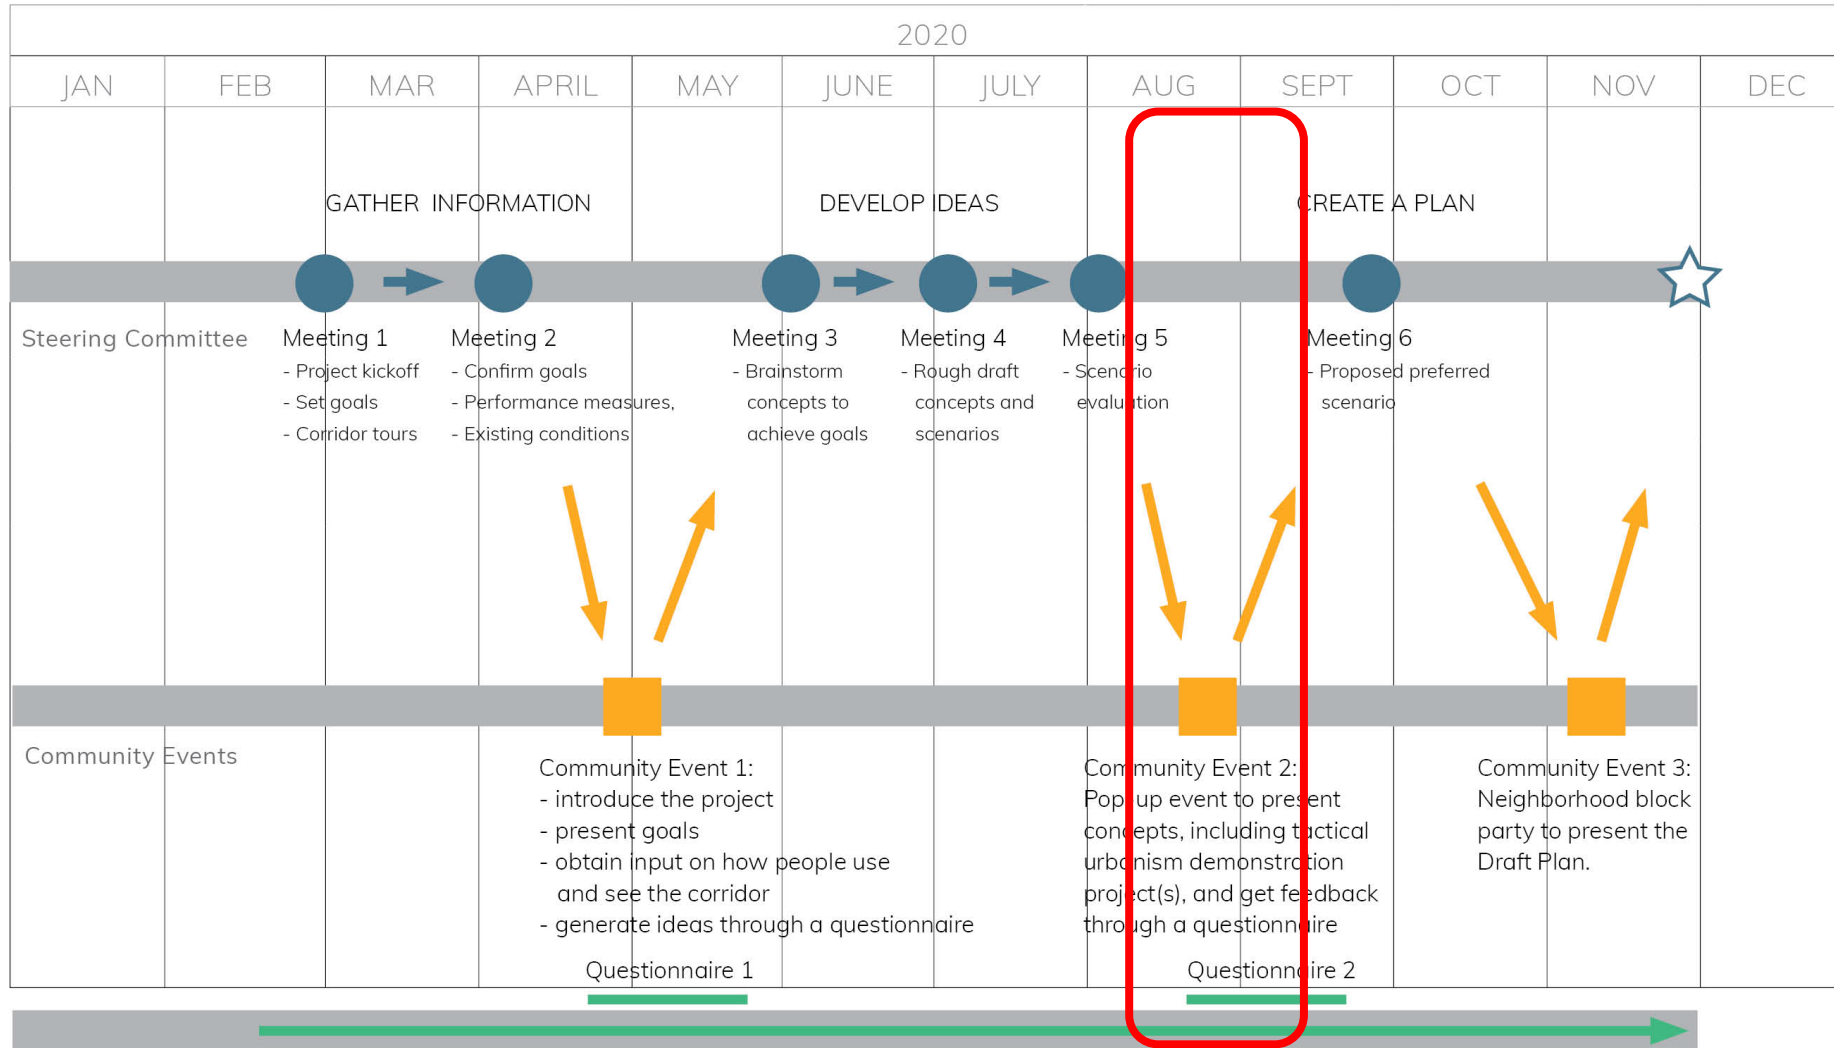 2020
JAN FEB MAR APRIL MAY JUNE JULY AUG SEPT OCT NOV DEC
GATHER INFORMATION DEVELOP IDEAS CREATE A PLAN
Steering Committee
Meeting 1
- Project kickoff
- Set goals
- Corridor tours
Meeting 2
- Confirm goals
- Performance measures,
- Existing conditions
Meeting 3
- Brainstorm
concepts to
achieve goals
Meeting 4
- Rough draft
concepts and
scenarios
Meeting 5
- Scenario
evaluation
Meeting 6
- Proposed preferred
scenario
Community Events
Community Event 1:
- introduce the project
- present goals
- obtain input on how people use
and see the corridor
- generate ideas through a questionnaire
Questionnaire 1
Community Event 2:
Pop-up event to present
concepts, including tactical
urbanism demonstration
project(s), and get feedback
through a questionnaire
Questionnaire 2
Community Event 3:
Neighborhood block
party to present the
Draft Plan.